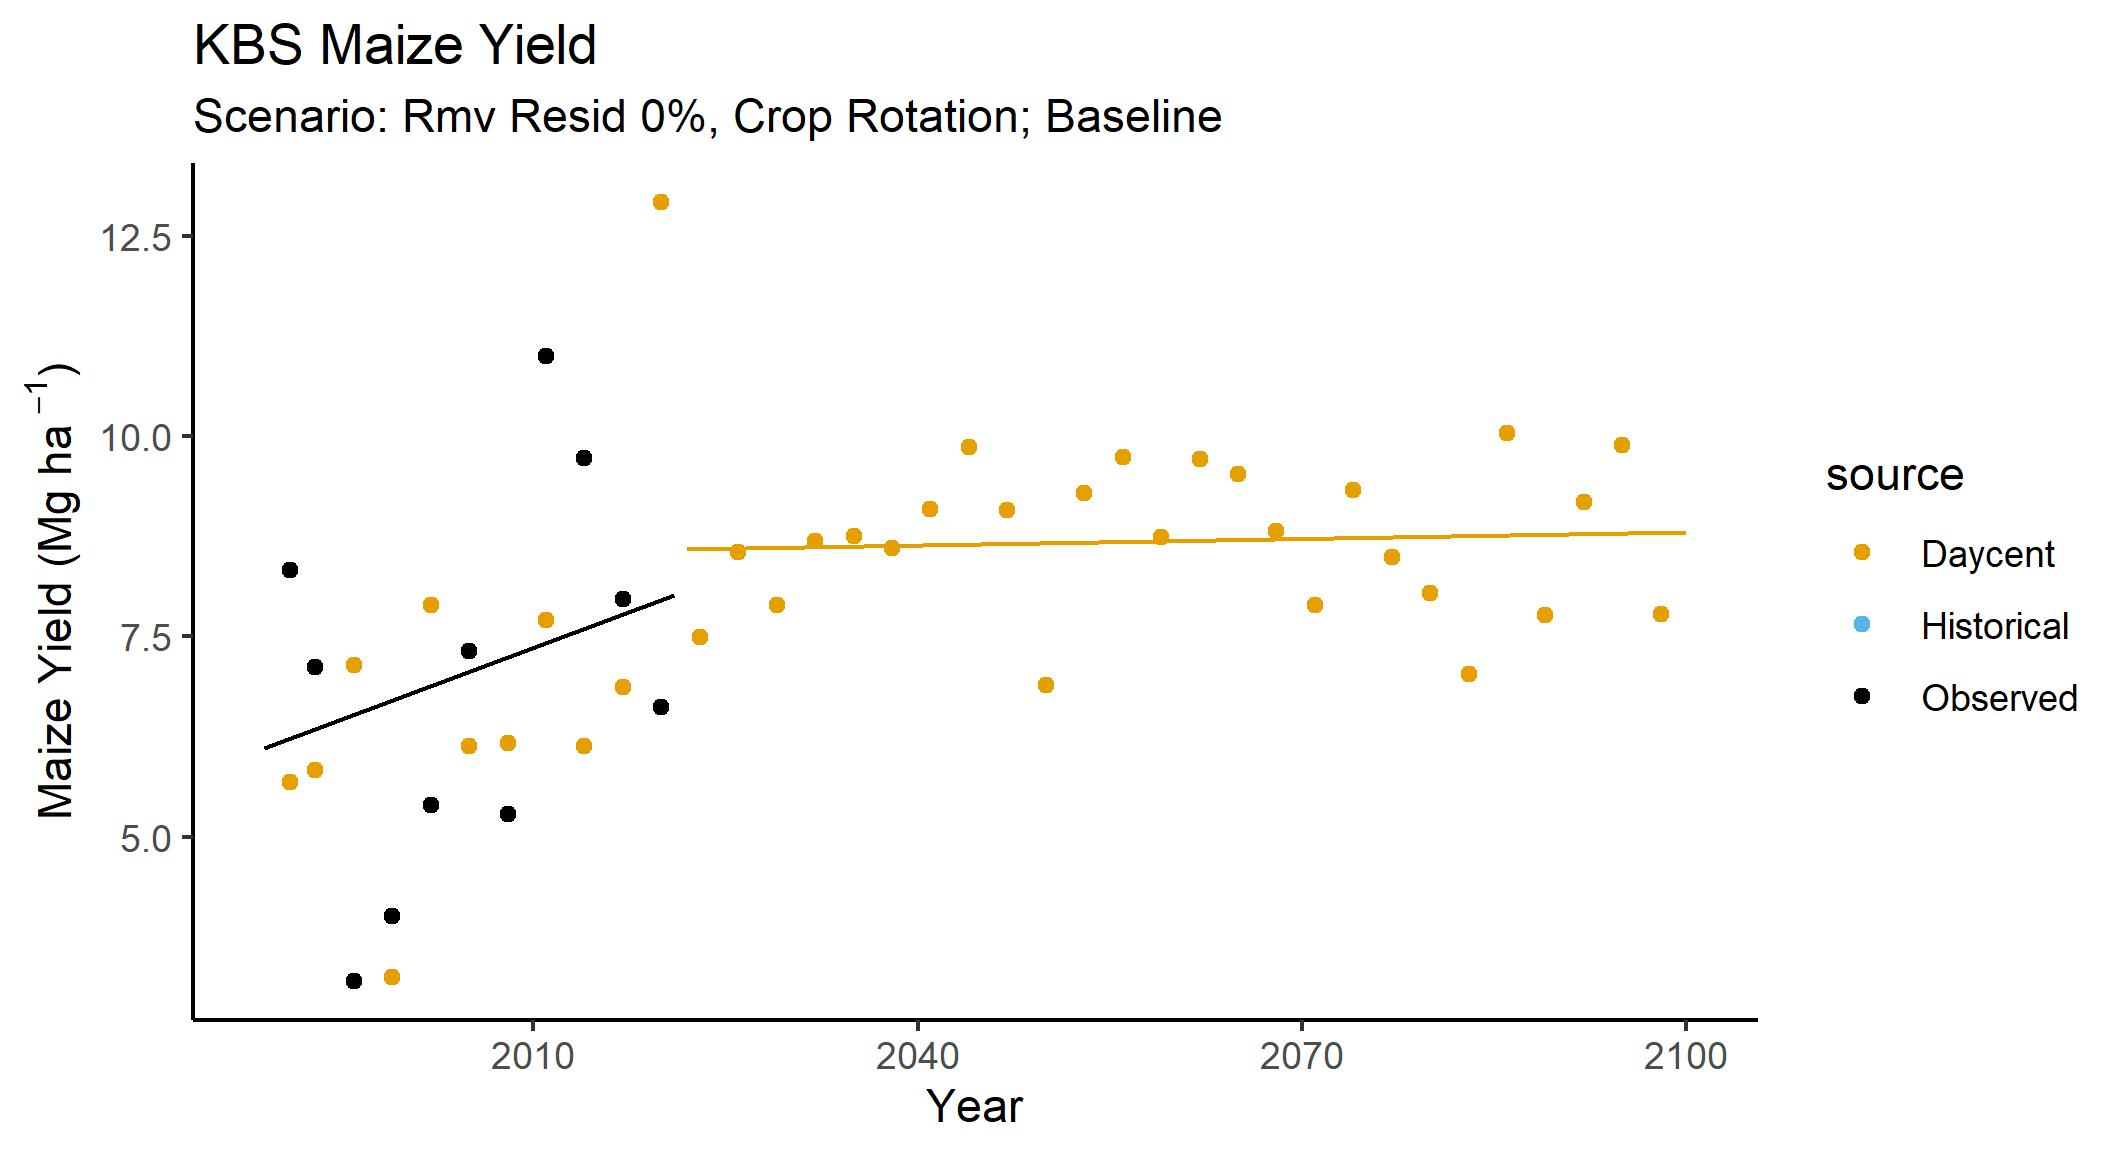 KBS Maize Yield
Scenario: Rmv Resid 0%, Crop Rotation; Baseline
Maize Yield (Mg ha ⁻¹)
12.5
10.0
7.5
5.0
2010 2040 2070 2100
Year
source
Daycent
Historical
Observed